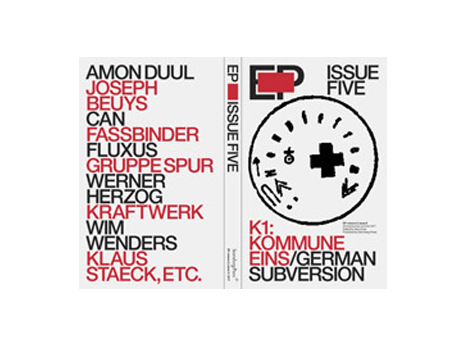 AMON DUUL
JOSEPH
BEUYS
CAN
FASSBINDER
FLUXUS
GRUPPE SPUR
WERNER
HERZOG
KRAFTWERK
WIM
WENDERS
KLAUS
STAECK, ETC.
EP ISSUE FIVE
EP
ISSUE
FIVE
K1:
KOMMUNE
EINS/GERMAN
SUBVERSION